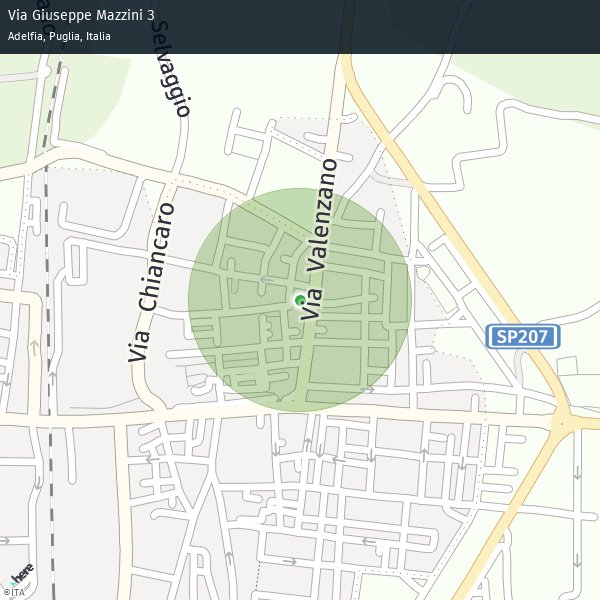 Via Giuseppe Mazzini 3
Adelfia, Puglia, Italia
Selvaggio
Via Valenzano
Via Chiancaro
SP207
here
©ITA